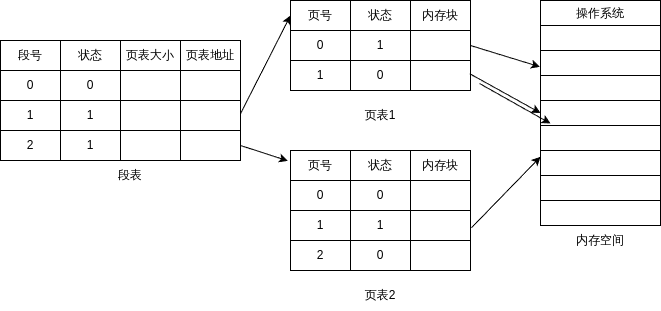 段号 状态 页表大小 页表地址
0 0
1 1
2 1
段表
页号 状态 内存块
0 1
1 0
页表1
页号 状态 内存块
0 0
1 1
2 0
页表2
操作系统
内存空间